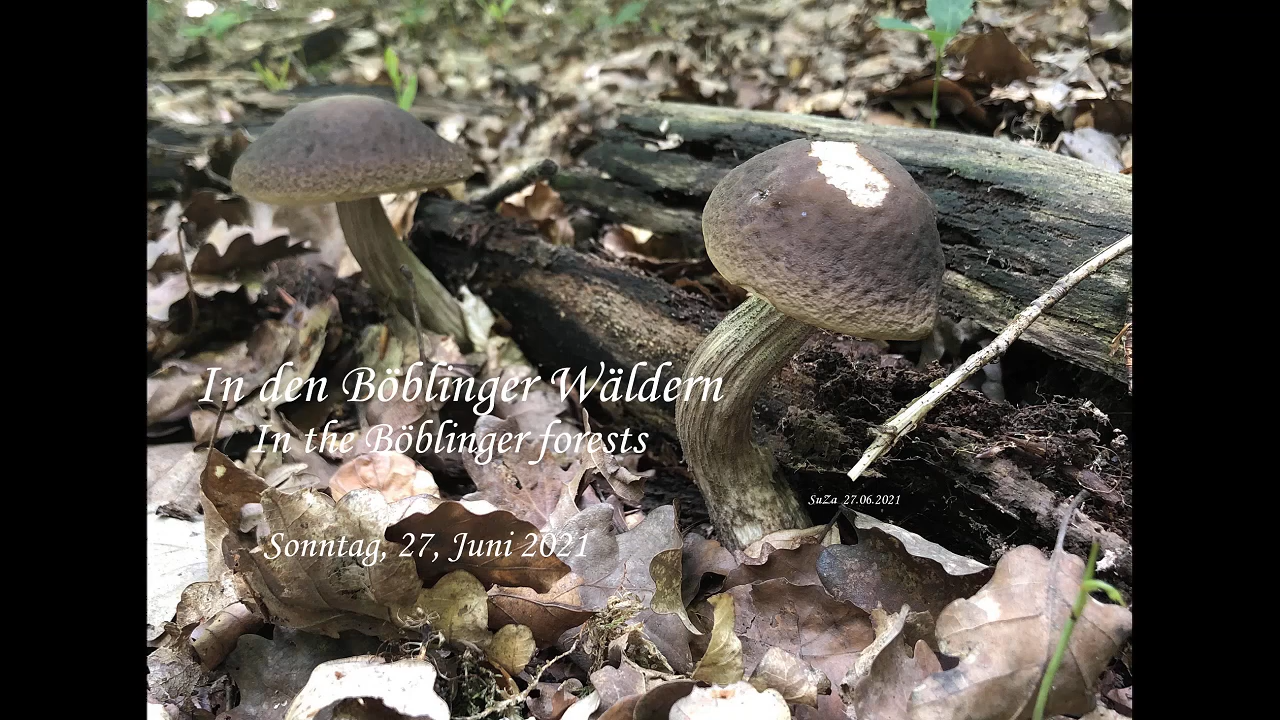 In den Böblinger Wäldern
In the Böblinger forests
SuZa 27.06.2021
Sonntag, 27, Juni 2021